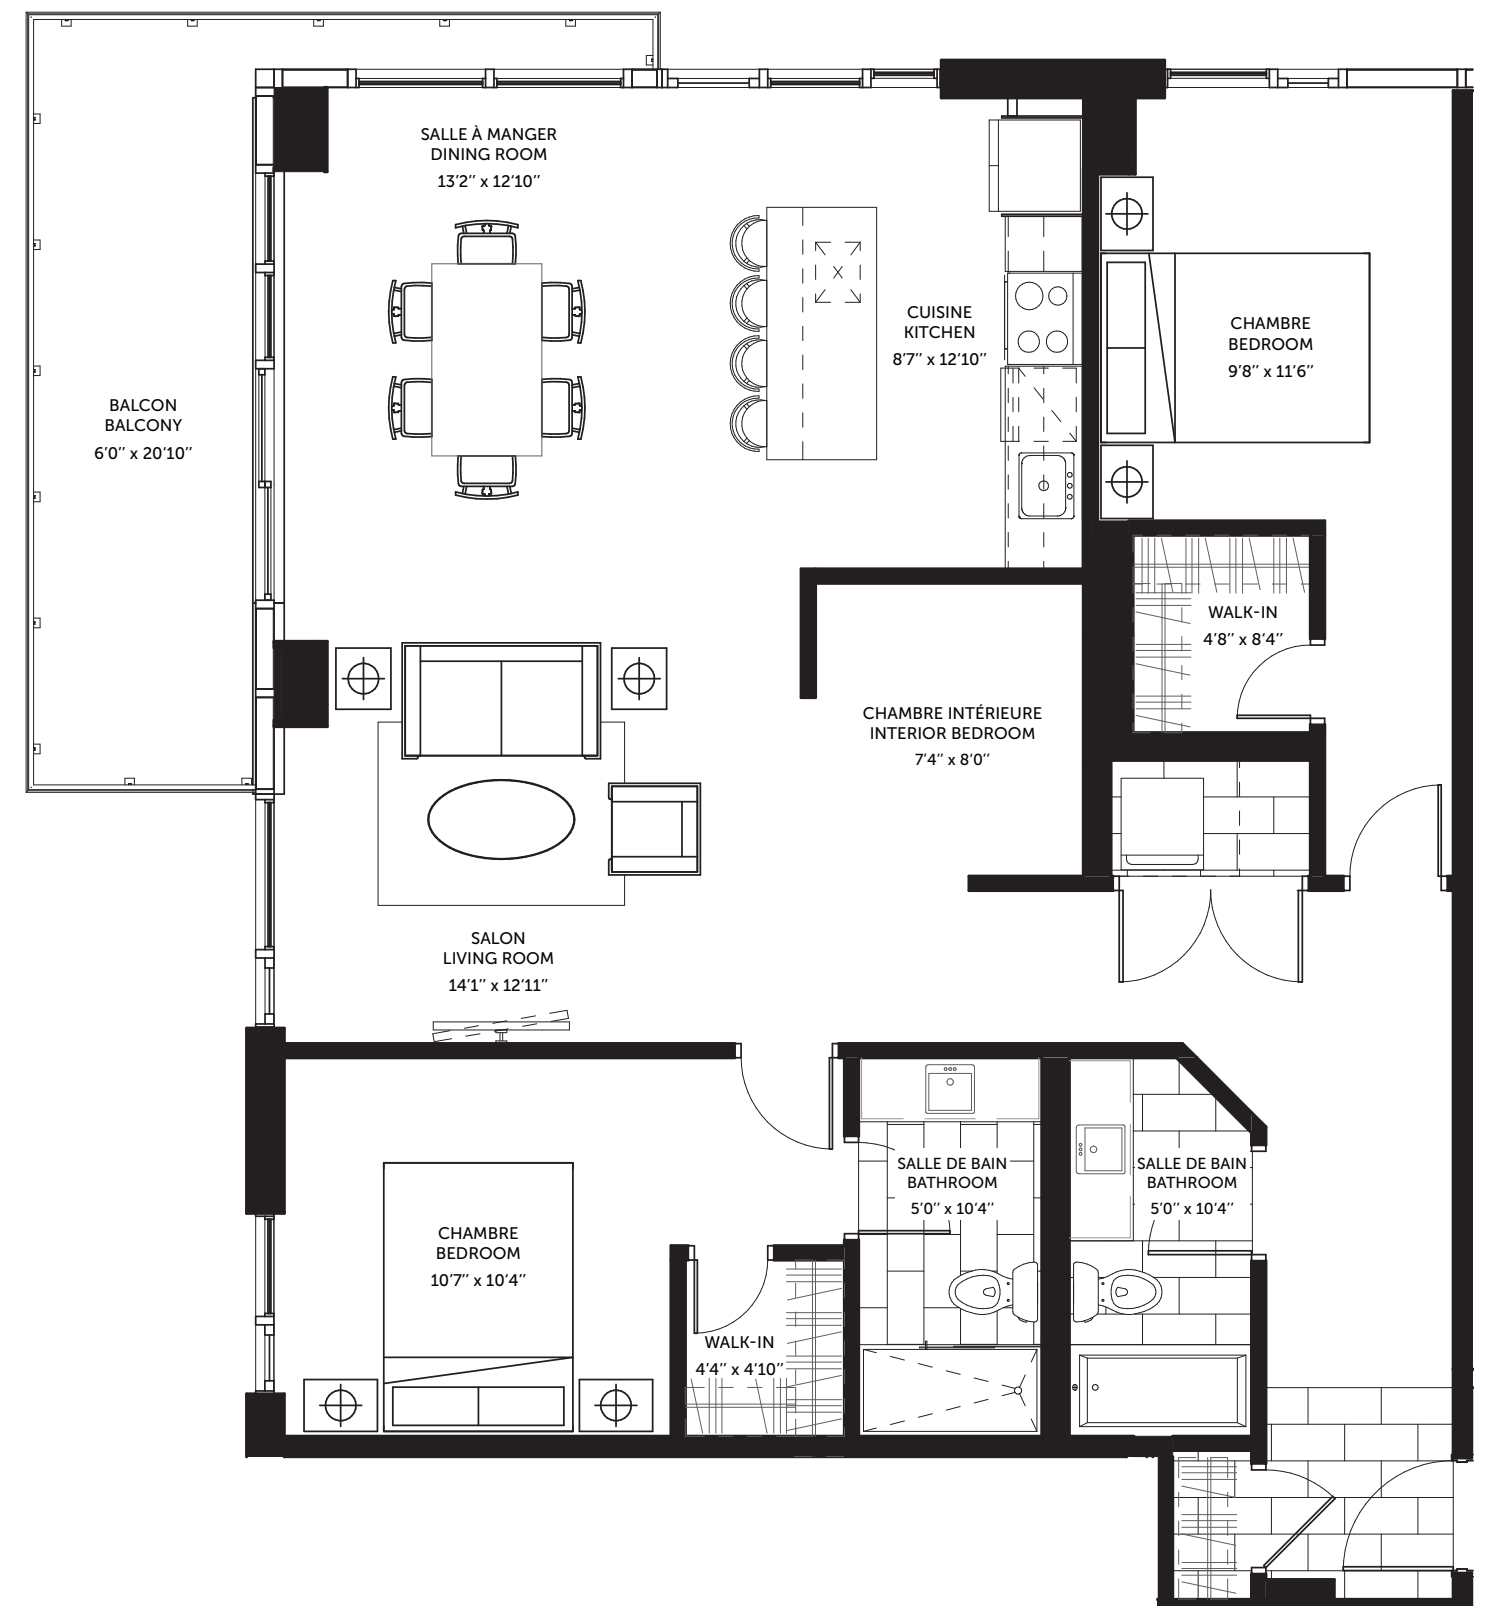 SALLE À MANGER
DINING ROOM
13'2'' x 12'10''
CUISINE
KITCHEN
8'7'' x 12'10''
CHAMBRE
BEDROOM
9'8'' x 11'6''
BALCON
BALCONY
6'0'' x 20'10''
WALK-IN
4'8'' x 8'4''
CHAMBRE INTÉRIEURE
INTERIOR BEDROOM
7'4'' x 8'0''
SALON
LIVING ROOM
14'1'' x 12'11''
SALLE DE BAIN
BATHROOM
5'0'' x 10'4''
SALLE DE BAIN
BATHROOM
5'0'' x 10'4''
CHAMBRE
BEDROOM
10'7'' x 10'4''
WALK-IN
4'4'' x 4'10''